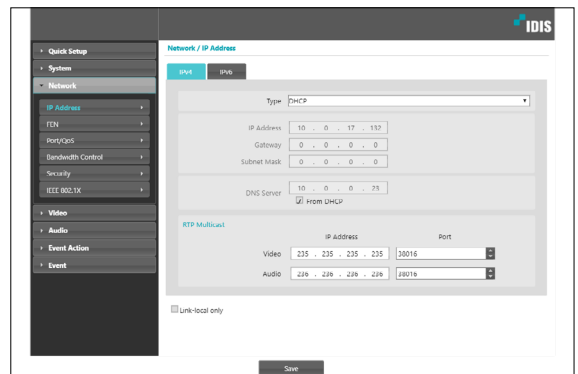 IDIS
Quick Setup
System
Network
IP Address
FEN
Port/QoS
Bandwidth Control
Security
IEEE 802.1X
Video
Audio
Event Action
Event
Network / IP Address
IPv4 IPv6
Type DHCP
IP Address 10 . 0 . 17 . 132
Gateway 0 . 0 . 0 . 0
Subnet Mask 0 . 0 . 0 . 0
DNS Server 10 . 0 . 0 . 23
From DHCP
RTP Multicast
IP Address Port
Video 235 . 235 . 235 . 235 38016
Audio 236 . 236 . 236 . 236 38016
Link-local only
Save